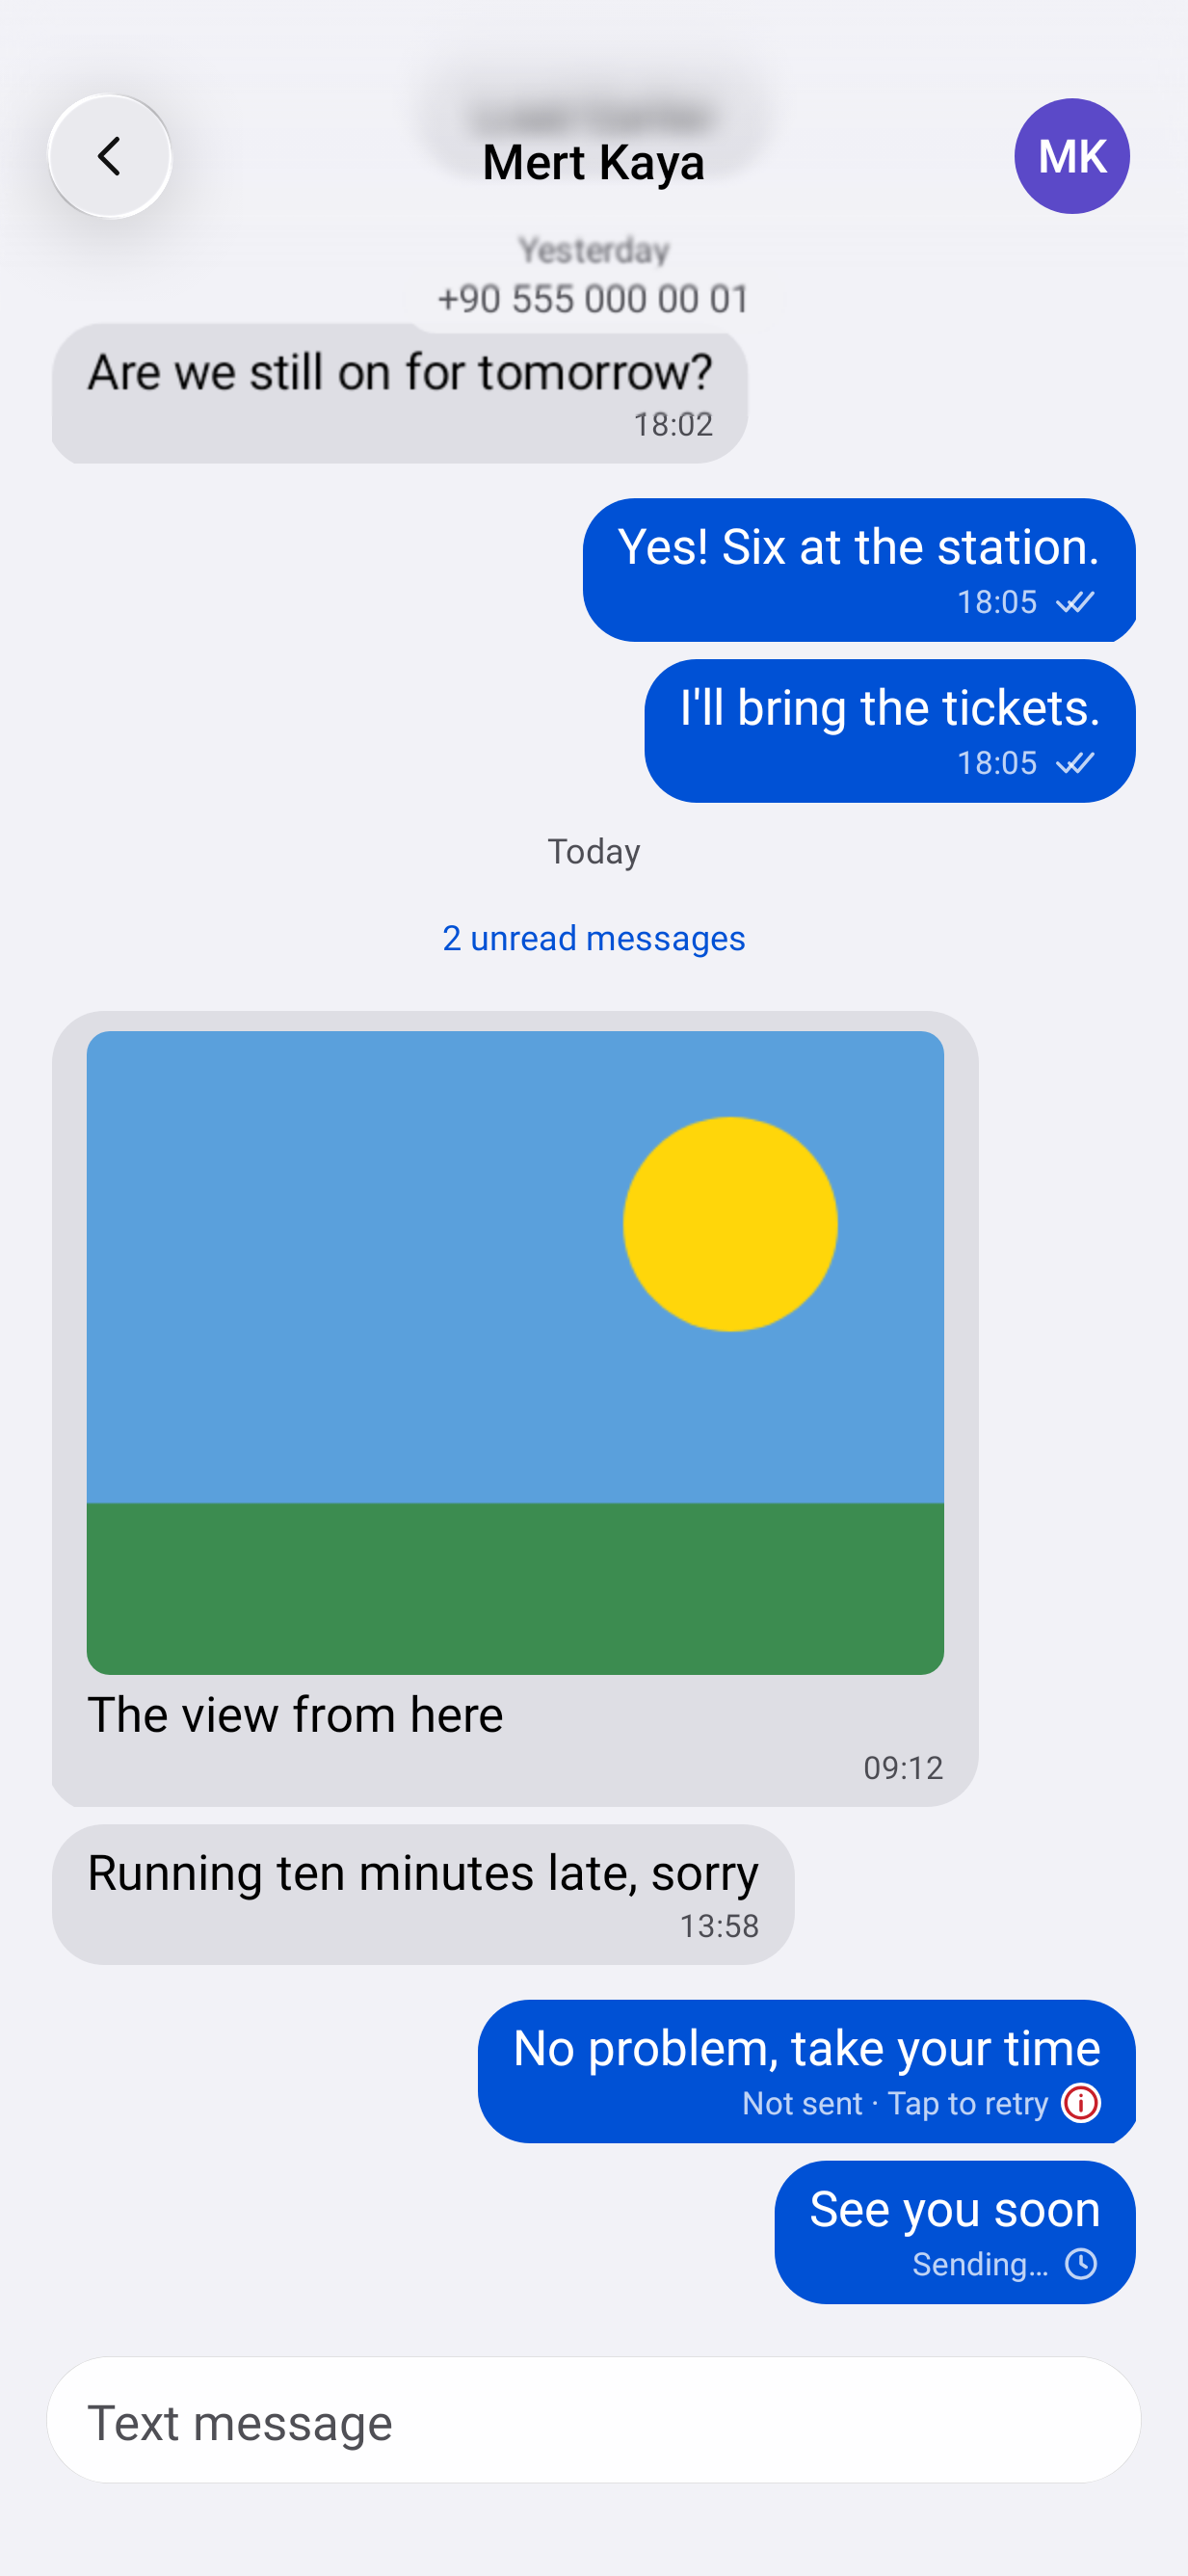 Mert Kaya
MK
Yesterday
+90 555 000 00 01
Are we still on for tomorrow?
18:02
Yes! Six at the station.
18:05
I'll bring the tickets.
18:05
Today
2 unread messages
The view from here
09:12
Running ten minutes late, sorry
13:58
No problem, take your time
Not sent · Tap to retry
See you soon
Sending…
Text message